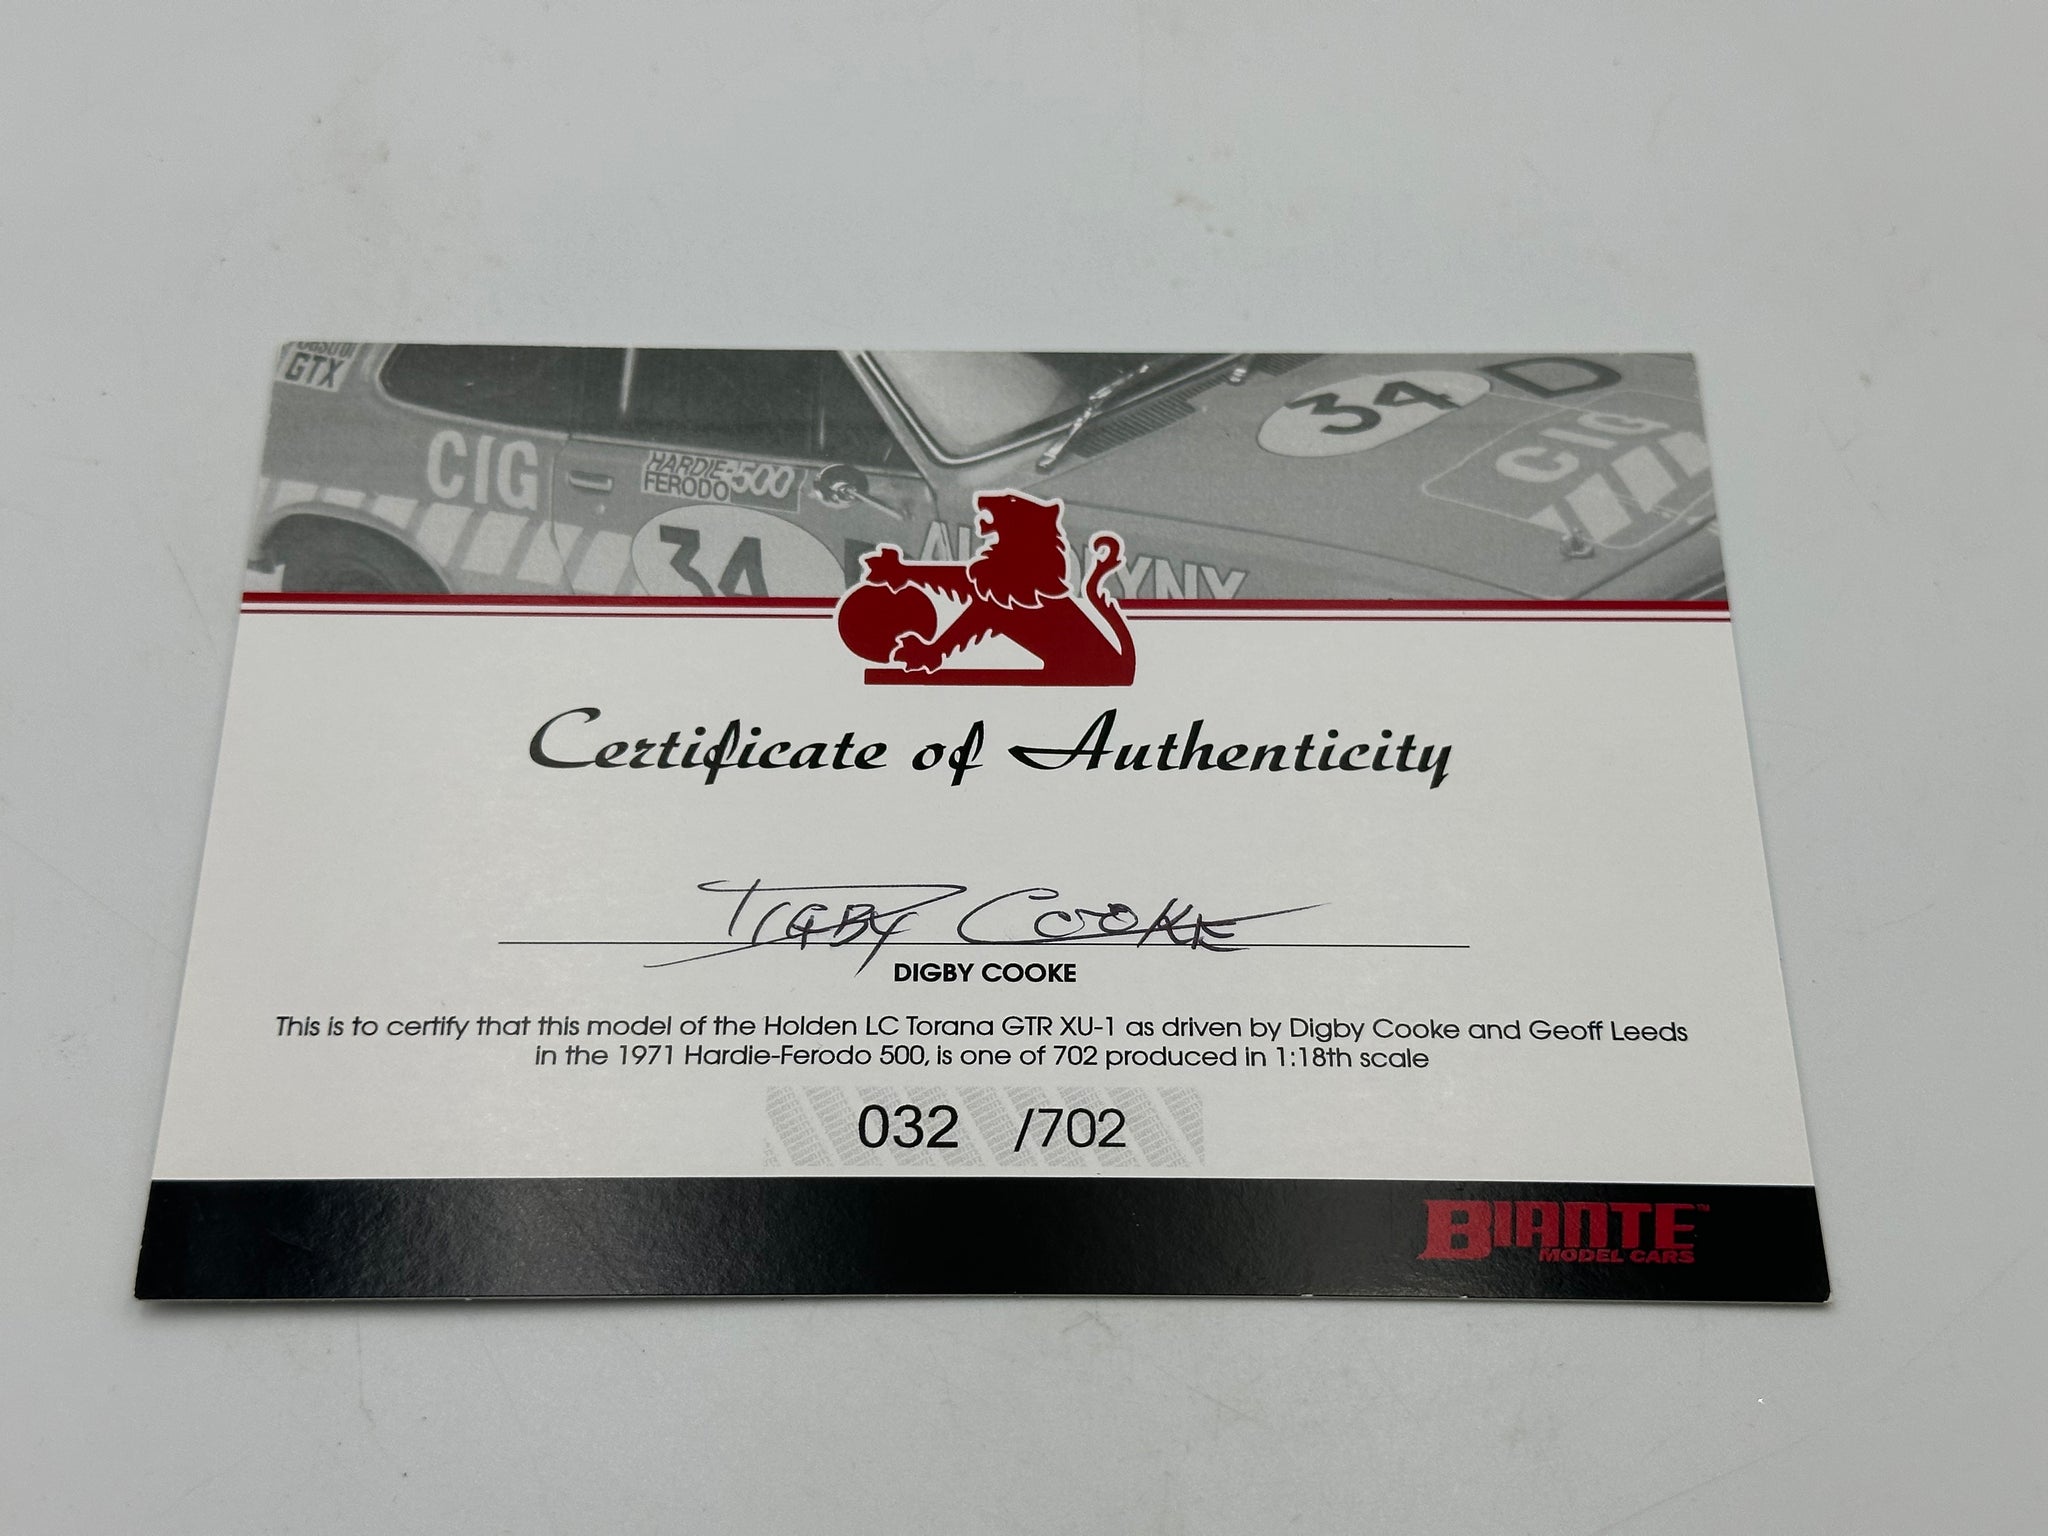 Castrol
GTX
CIG
HARDIE-500
FERODO
34
34 D
CIG
Certificate of Authenticity
DIGBY COOKE
DIGBY COOKE
This is to certify that this model of the Holden LC Torana GTR XU-1 as driven by Digby Cooke and Geoff Leeds
in the 1971 Hardie-Ferodo 500, is one of 702 produced in 1:18th scale
032 /702
BIANTE™
MODEL CARS